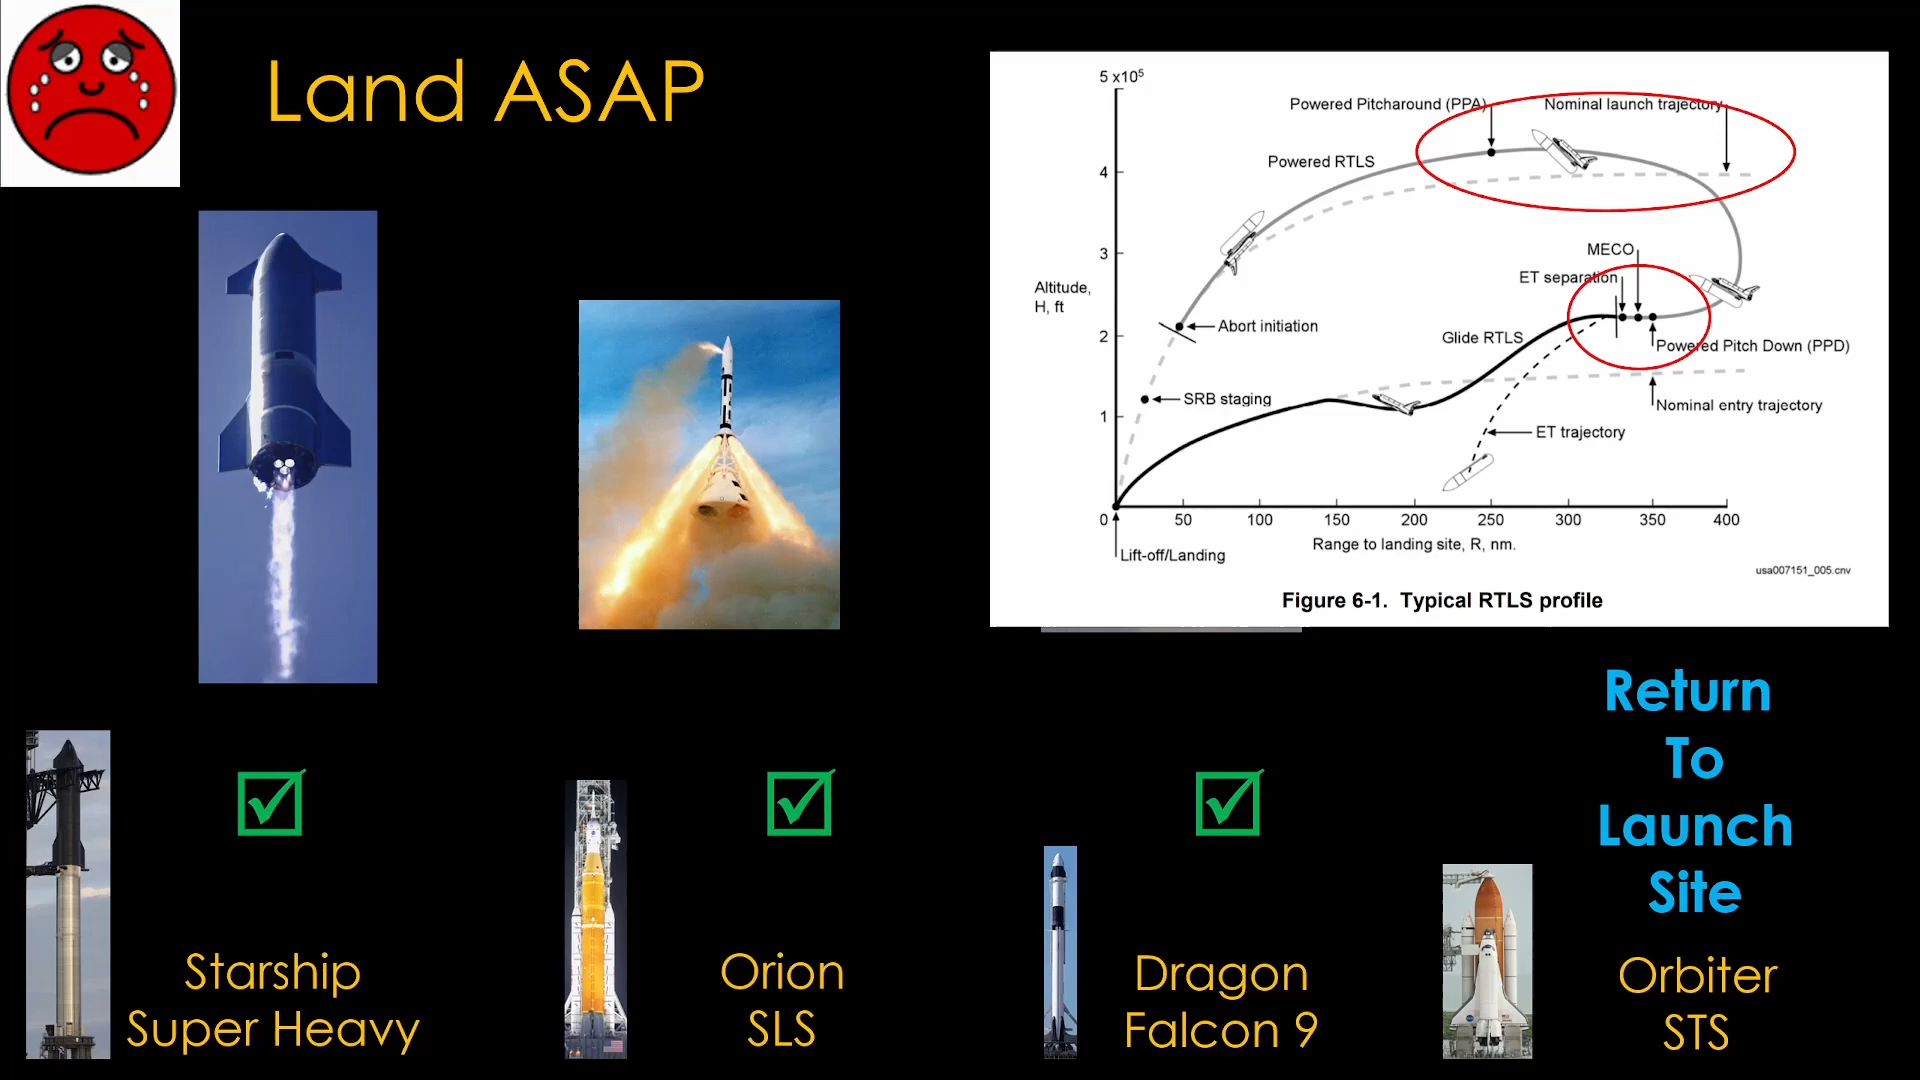 Land ASAP
5 x10⁵
Powered Pitcharound (PPA)
Nominal launch trajectory
Powered RTLS
4
3
MECO
ET separation
Altitude,
H, ft
Abort initiation
2
Glide RTLS
Powered Pitch Down (PPD)
SRB staging
Nominal entry trajectory
1
ET trajectory
0 50 100 150 200 250 300 350 400
Range to landing site, R, nm.
Lift-off/Landing
usa007151_005.cnv
Figure 6-1. Typical RTLS profile
Return
To
Launch
Site
Starship
Super Heavy
Orion
SLS
Dragon
Falcon 9
Orbiter
STS